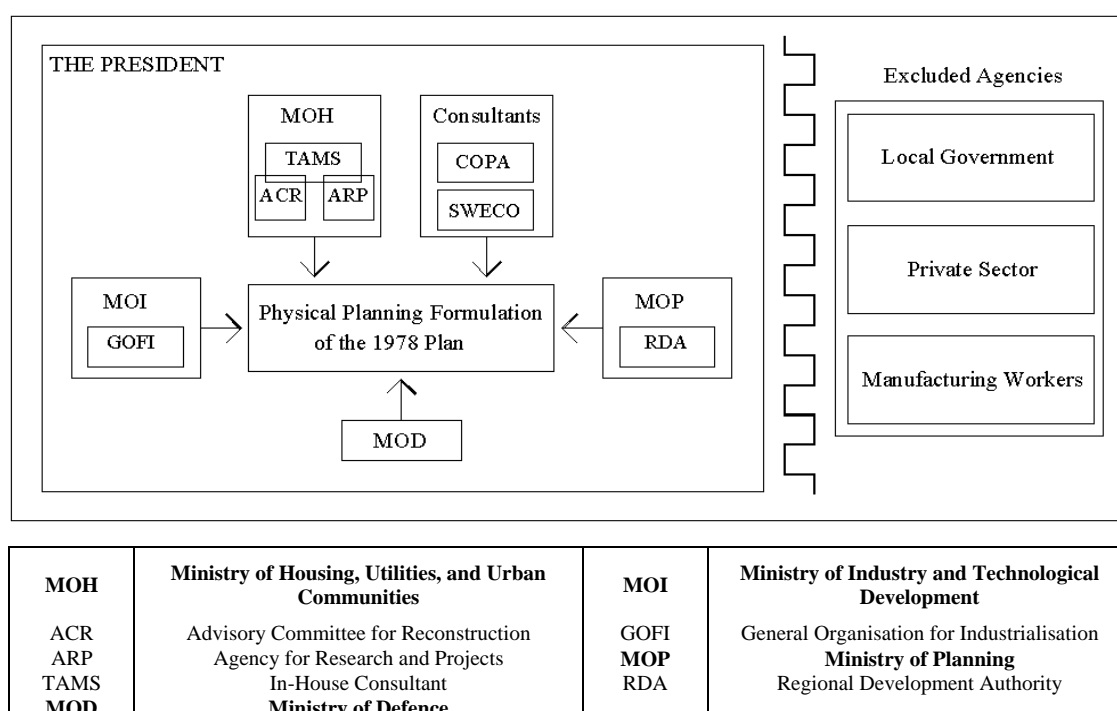 THE PRESIDENT
MOH
TAMS
ACR
ARP
Consultants
COPA
SWECO
MOI
GOFI
Physical Planning Formulation
of the 1978 Plan
MOP
RDA
MOD
Excluded Agencies
Local Government
Private Sector
Manufacturing Workers
MOH Ministry of Housing, Utilities, and Urban Communities MOI Ministry of Industry and Technological Development
ACR Advisory Committee for Reconstruction GOFI General Organisation for Industrialisation
ARP Agency for Research and Projects MOP Ministry of Planning
TAMS In-House Consultant RDA Regional Development Authority
MOD Ministry of Defence